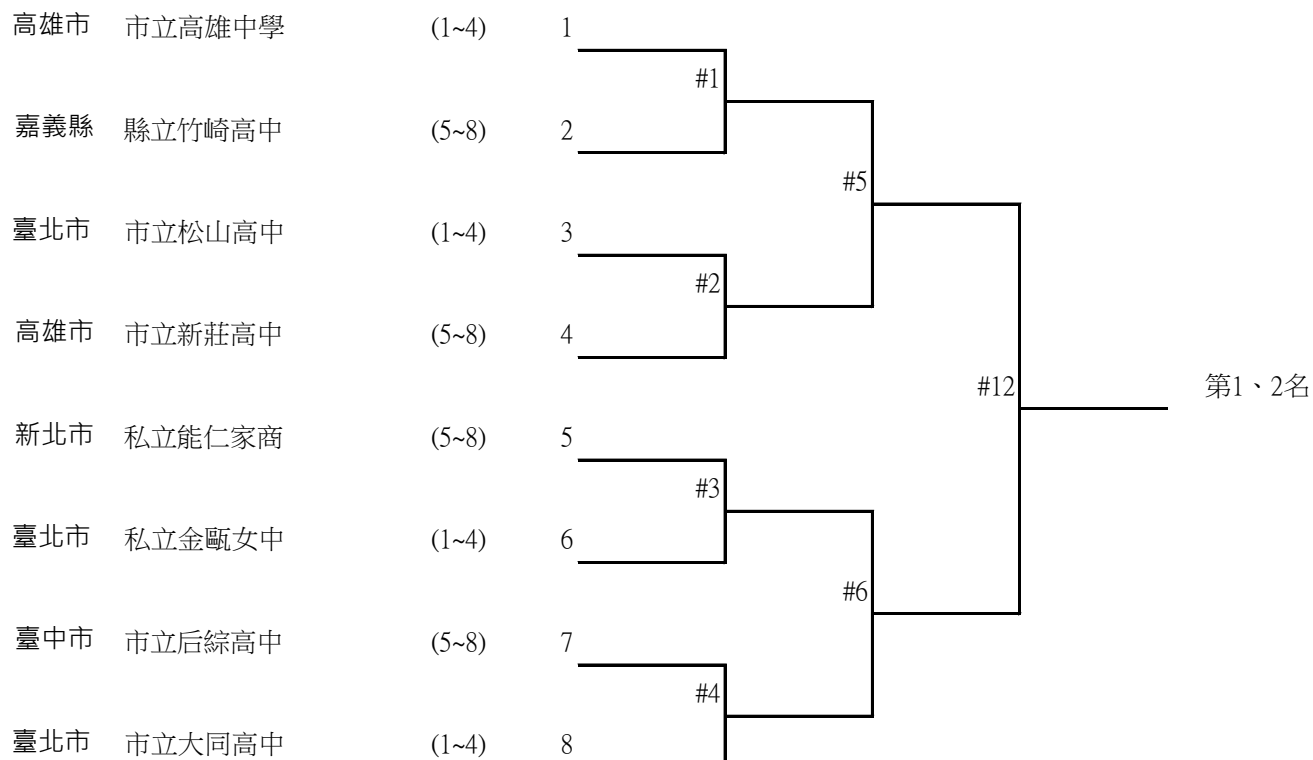 高雄市 市立高雄中學 (1~4) 1
#1
嘉義縣 縣立竹崎高中 (5~8) 2
#5
臺北市 市立松山高中 (1~4) 3
#2
高雄市 市立新莊高中 (5~8) 4
#12 第1、2名
新北市 私立能仁家商 (5~8) 5
#3
臺北市 私立金甌女中 (1~4) 6
#6
臺中市 市立后綜高中 (5~8) 7
#4
臺北市 市立大同高中 (1~4) 8